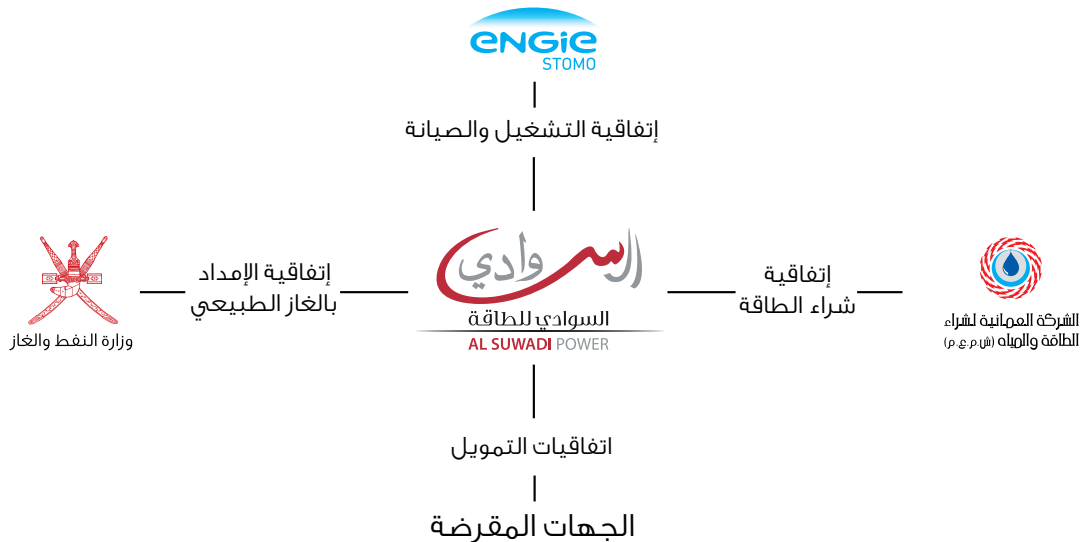 ENGIE
STOMO
إتفاقية التشغيل والصيانة
السوادي
السوادي للطاقة
AL SUWADI POWER
إتفاقية
شراء الطاقة
الشركة العمانية لشراء
الطاقة والمياه (ش.م.ع.م)
إتفاقية الإمداد
بالغاز الطبيعي
وزارة النفط والغاز
اتفاقيات التمويل
الجهات المقرضة